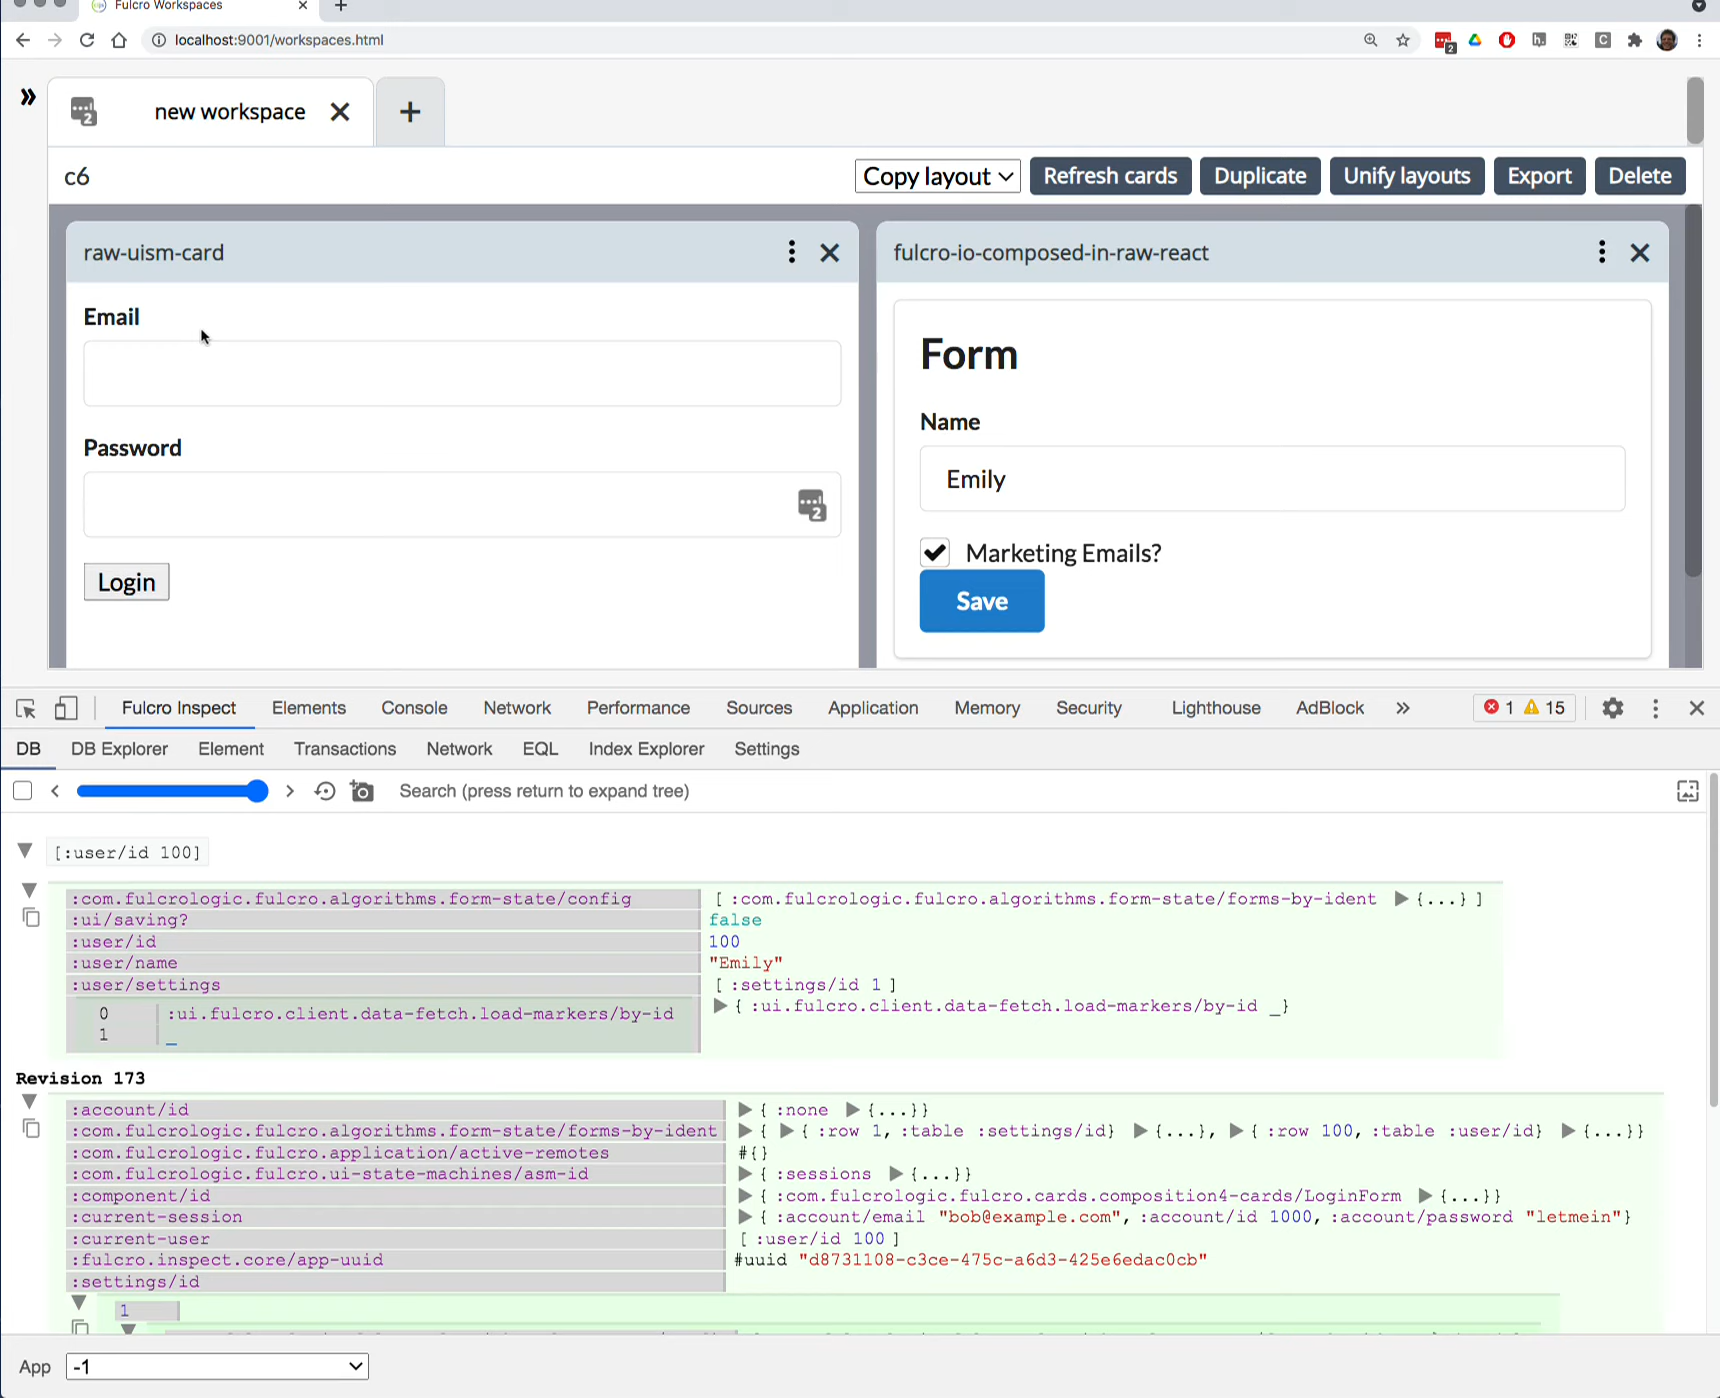 Fulcro Workspaces
localhost:9001/workspaces.html
2
2
new workspace
c6
Copy layout
Refresh cards
Duplicate
Unify layouts
Export
Delete
raw-uism-card
fulcro-io-composed-in-raw-react
Email
Password
2
Login
Form
Name
Emily
Marketing Emails?
Save
Fulcro Inspect Elements Console Network Performance Sources Application Memory Security Lighthouse AdBlock » 1 15
DB DB Explorer Element Transactions Network EQL Index Explorer Settings
Search (press return to expand tree)
[:user/id 100]
:com.fulcrologic.fulcro.algorithms.form-state/config [ :com.fulcrologic.fulcro.algorithms.form-state/forms-by-ident ▶{...} ]
:ui/saving? false
:user/id 100
:user/name "Emily"
:user/settings [ :settings/id 1 ]
0 :ui.fulcro.client.data-fetch.load-markers/by-id ▶{ :ui.fulcro.client.data-fetch.load-markers/by-id _}
1 _
Revision 173
:account/id ▶{ :none ▶{...}}
:com.fulcrologic.fulcro.algorithms.form-state/forms-by-ident ▶{ ▶{ :row 1, :table :settings/id} ▶{...}, ▶{ :row 100, :table :user/id} ▶{...}}
:com.fulcrologic.fulcro.application/active-remotes #{}
:com.fulcrologic.fulcro.ui-state-machines/asm-id ▶{ :sessions ▶{...}}
:component/id ▶{ :com.fulcrologic.fulcro.cards.composition4-cards/LoginForm ▶{...}}
:current-session ▶{ :account/email "bob@example.com", :account/id 1000, :account/password "letmein"}
:current-user [ :user/id 100 ]
:fulcro.inspect.core/app-uuid #uuid "d8731108-c3ce-475c-a6d3-425e6edac0cb"
:settings/id
1
App -1